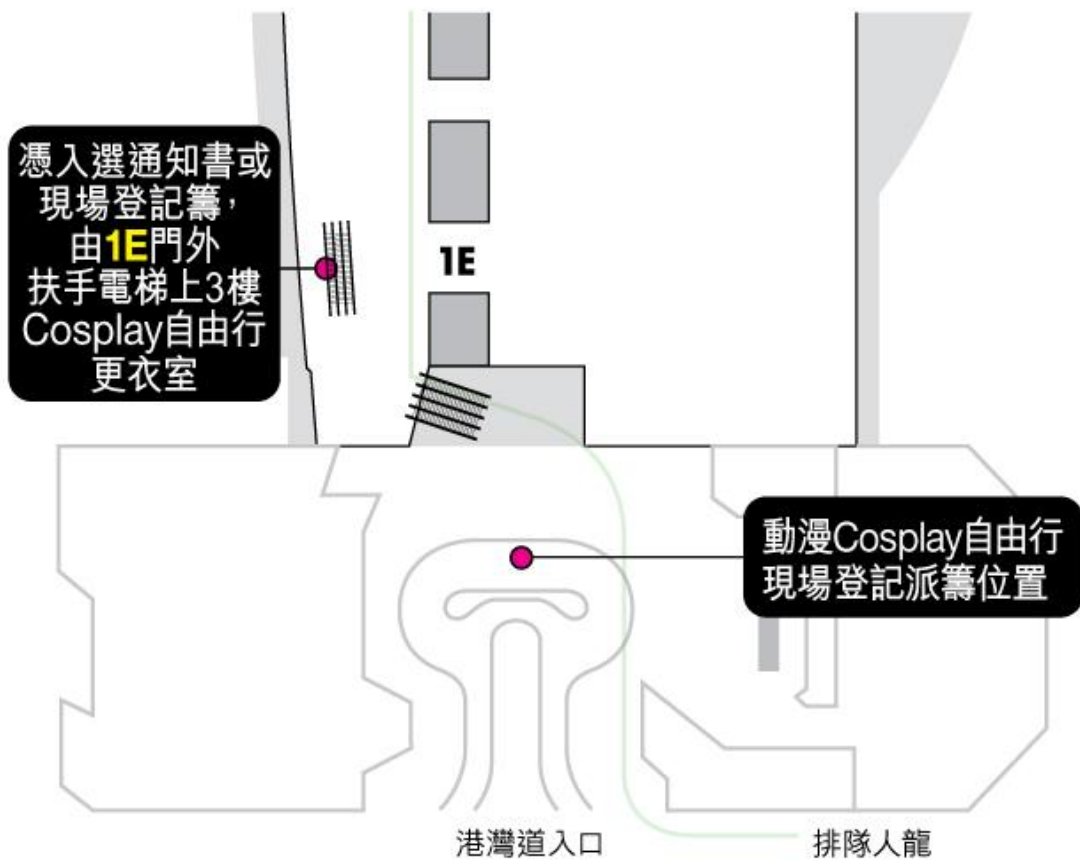 憑入選通知書或
現場登記籌，
由1E門外
扶手電梯上3樓
Cosplay自由行
更衣室
1E
動漫Cosplay自由行
現場登記派籌位置
港灣道入口
排隊人龍